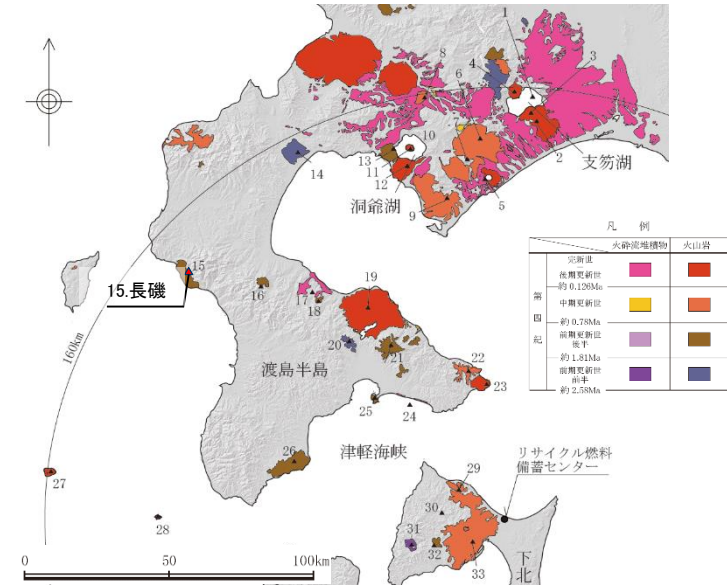 1
3
8
4
6
10
13
11
12
2
支笏湖
14
洞爺湖
9
5
凡 例
火砕流堆積物 火山岩
完新世
|
後期更新世
約 0.126Ma
第四紀
中期更新世
約 0.78Ma
前期更新世
後半
約 1.81Ma
前期更新世
前半
約 2.58Ma
15
15.長磯
16
17
18
19
160km
20
21
渡島半島
22
23
25
24
津軽海峡
26
リサイクル燃料
備蓄センター
27
28
29
30
31
32
33
下北
0 50 100km